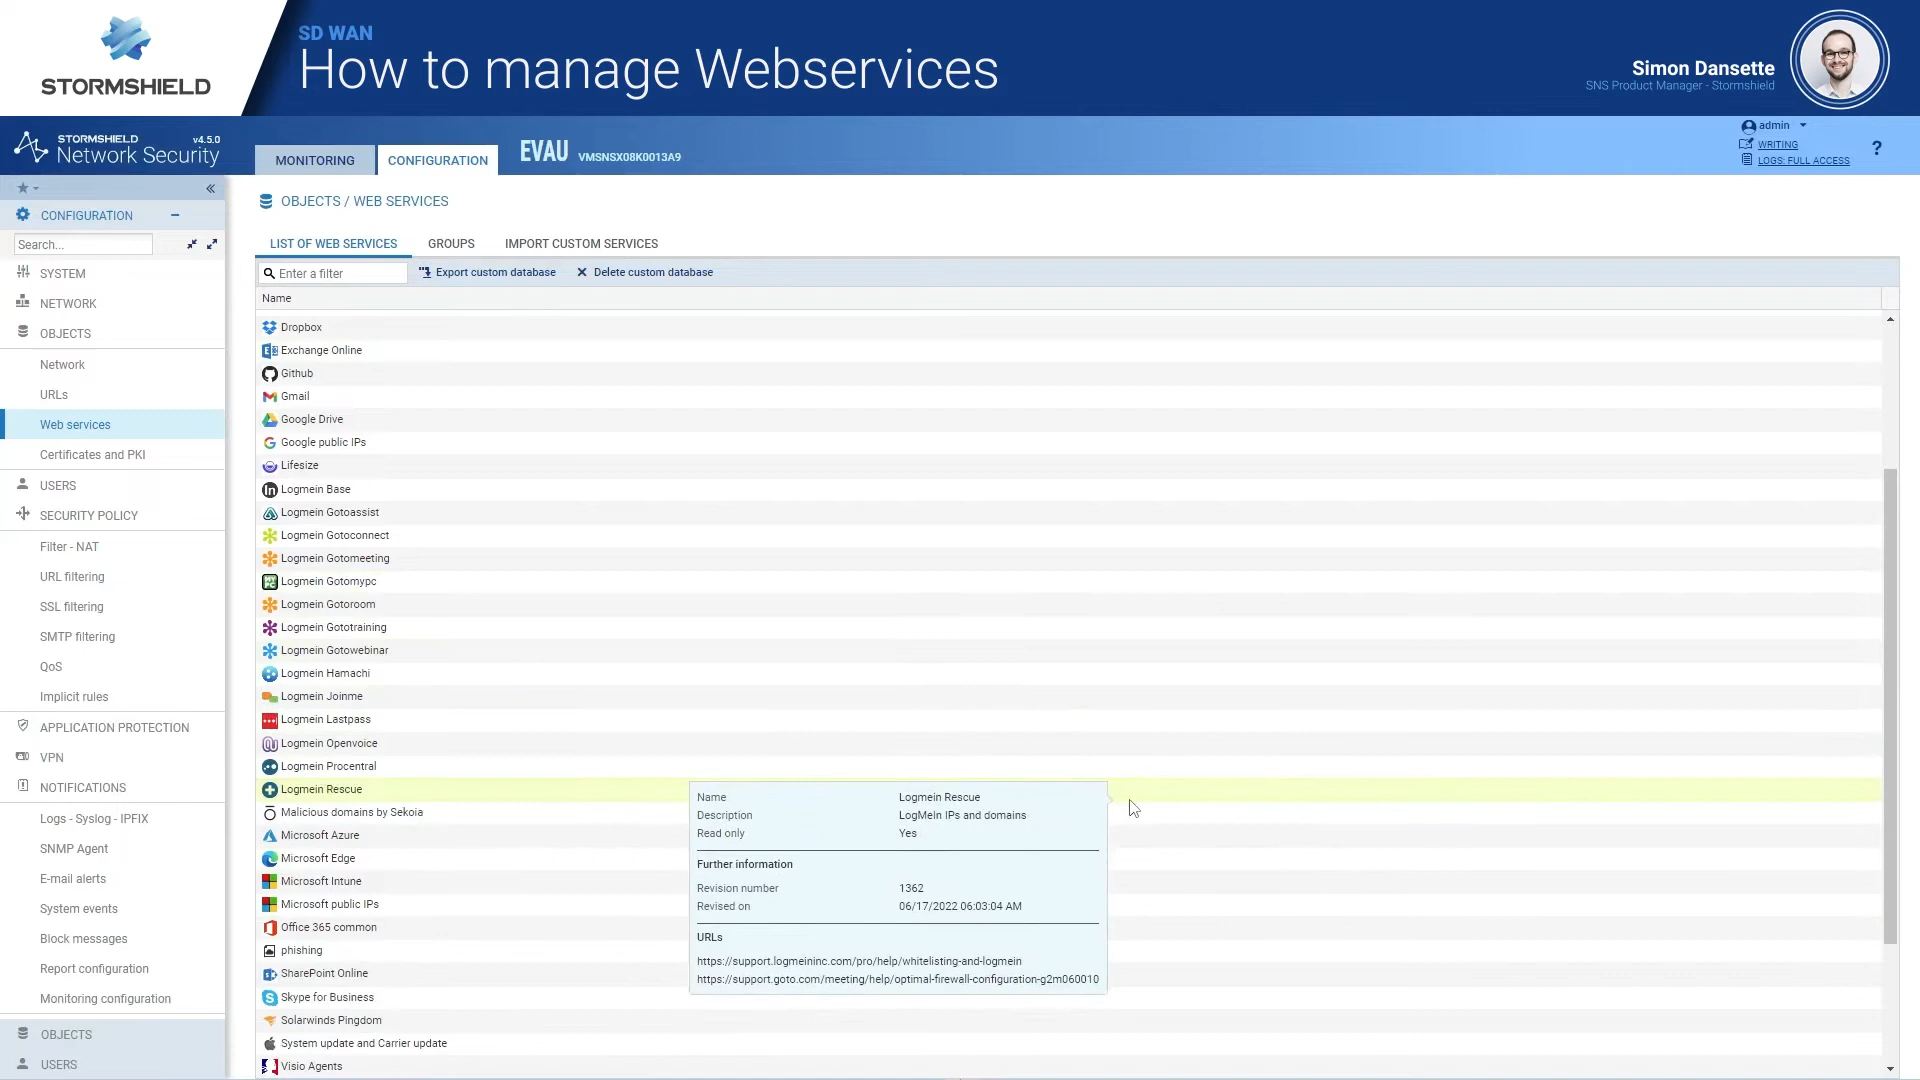 SD WAN
How to manage Webservices
STORMSHIELD
Simon Dansette
SNS Product Manager - Stormshield
STORMSHIELD v4.5.0
Network Security
MONITORING
CONFIGURATION
EVAU VMSNSX08K0013A9
admin
WRITING
LOGS: FULL ACCESS
?
CONFIGURATION
Search...
SYSTEM
NETWORK
OBJECTS
Network
URLs
Web services
Certificates and PKI
USERS
SECURITY POLICY
Filter - NAT
URL filtering
SSL filtering
SMTP filtering
QoS
Implicit rules
APPLICATION PROTECTION
VPN
NOTIFICATIONS
Logs - Syslog - IPFIX
SNMP Agent
E-mail alerts
System events
Block messages
Report configuration
Monitoring configuration
OBJECTS
USERS
OBJECTS / WEB SERVICES
LIST OF WEB SERVICES
GROUPS
IMPORT CUSTOM SERVICES
Enter a filter
Export custom database
Delete custom database
Name
Dropbox
Exchange Online
Github
Gmail
Google Drive
Google public IPs
Lifesize
Logmein Base
Logmein Gotoassist
Logmein Gotoconnect
Logmein Gotomeeting
Logmein Gotomypc
Logmein Gotoroom
Logmein Gototraining
Logmein Gotowebinar
Logmein Hamachi
Logmein Joinme
Logmein Lastpass
Logmein Openvoice
Logmein Procentral
Logmein Rescue
Malicious domains by Sekoia
Microsoft Azure
Microsoft Edge
Microsoft Intune
Microsoft public IPs
Office 365 common
phishing
SharePoint Online
Skype for Business
Solarwinds Pingdom
System update and Carrier update
Visio Agents
Name Logmein Rescue
Description LogMeIn IPs and domains
Read only Yes
Further information
Revision number 1362
Revised on 06/17/2022 06:03:04 AM
URLs
https://support.logmeininc.com/pro/help/whitelisting-and-logmein
https://support.goto.com/meeting/help/optimal-firewall-configuration-g2m060010